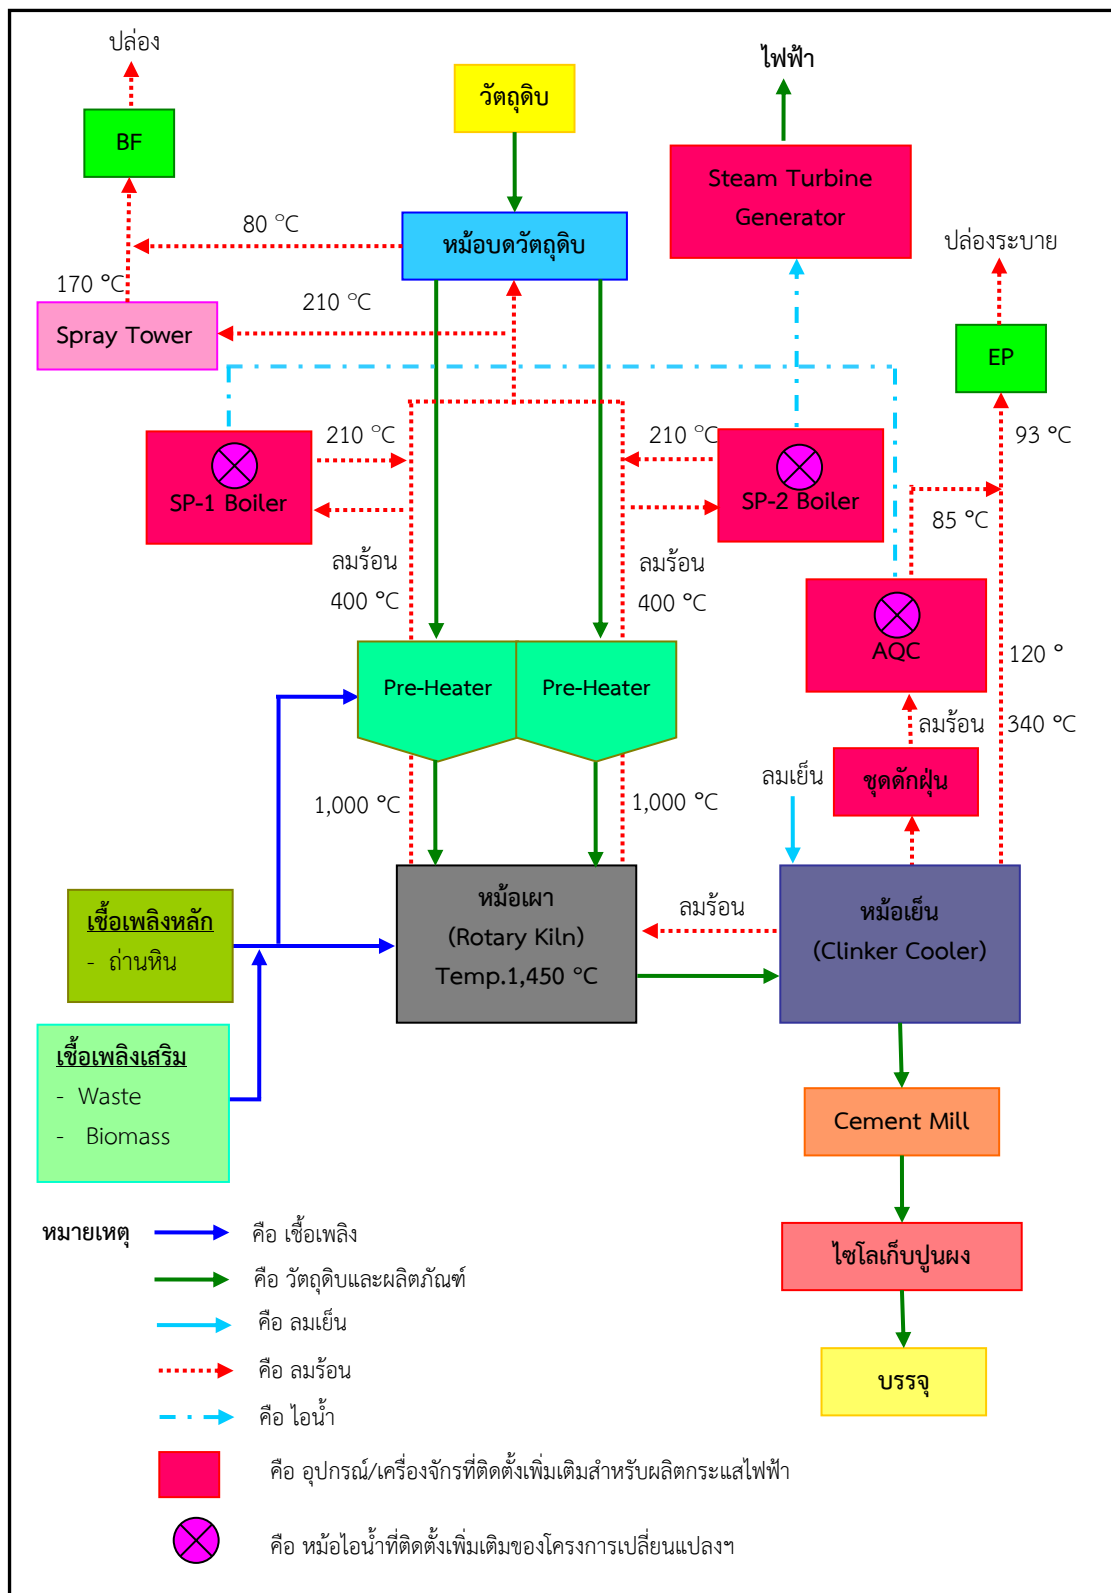 ปล่อง
ไฟฟ้า
วัตถุดิบ
BF
Steam Turbine
Generator
80 °C
หม้อบดวัตถุดิบ
ปล่องระบาย
170 °C
210 °C
Spray Tower
EP
210 °C
210 °C
93 °C
SP-1 Boiler
SP-2 Boiler
85 °C
ลมร้อน
400 °C
ลมร้อน
400 °C
AQC
120 °
Pre-Heater
Pre-Heater
ลมร้อน
340 °C
ลมเย็น
ชุดดักฝุ่น
1,000 °C
1,000 °C
เชื้อเพลิงหลัก
- ถ่านหิน
หม้อเผา
(Rotary Kiln)
Temp.1,450 °C
ลมร้อน
หม้อเย็น
(Clinker Cooler)
เชื้อเพลิงเสริม
- Waste
- Biomass
Cement Mill
ไซโลเก็บปูนผง
บรรจุ
หมายเหตุ
คือ เชื้อเพลิง
คือ วัตถุดิบและผลิตภัณฑ์
คือ ลมเย็น
คือ ลมร้อน
คือ ไอน้ำ
คือ อุปกรณ์/เครื่องจักรที่ติดตั้งเพิ่มเติมสำหรับผลิตกระแสไฟฟ้า
คือ หม้อไอน้ำที่ติดตั้งเพิ่มเติมของโครงการเปลี่ยนแปลงฯ